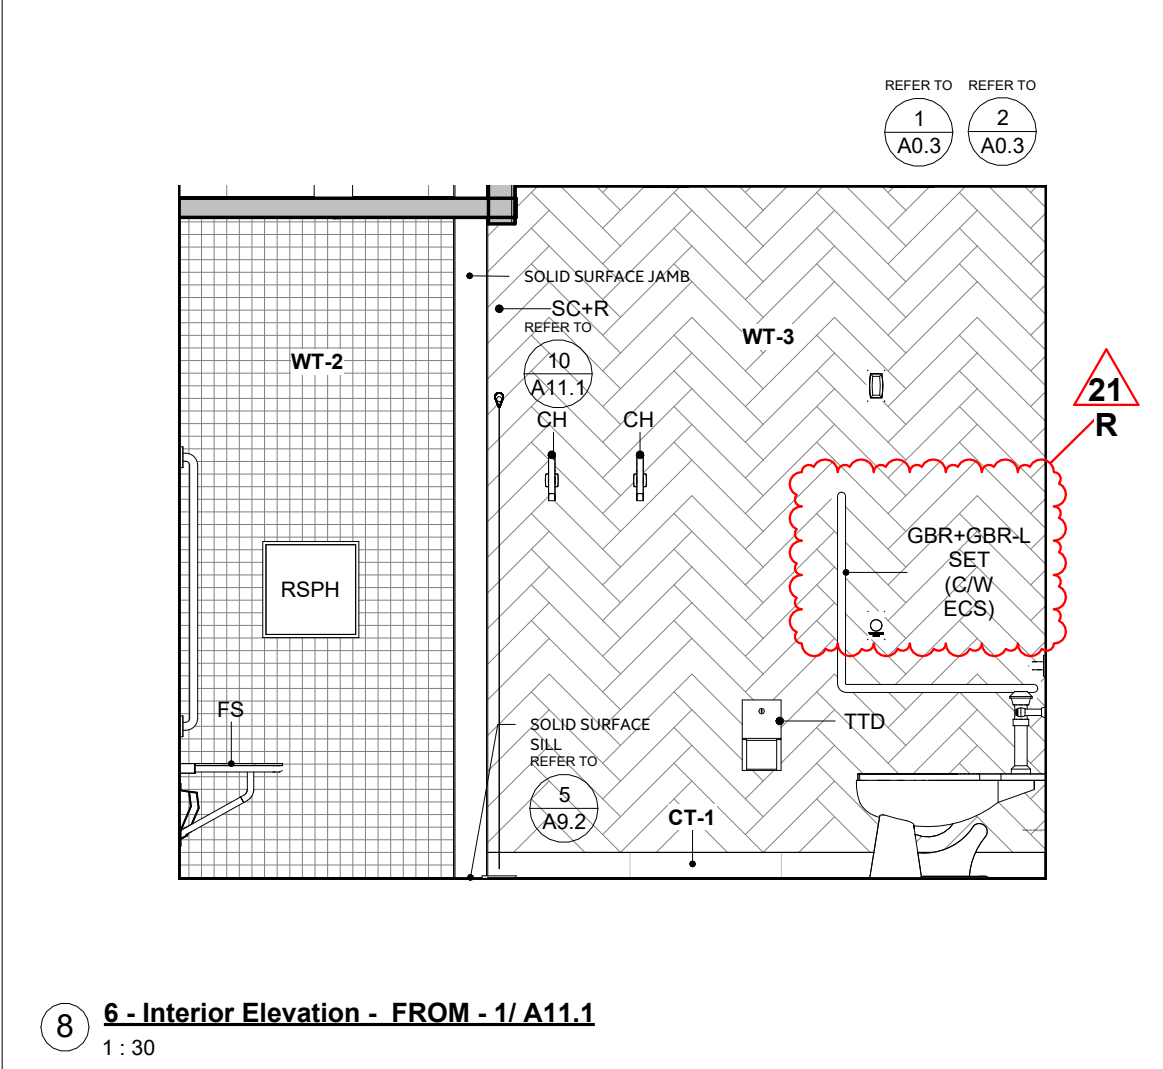 REFER TO REFER TO
1 2
A0.3 A0.3
SOLID SURFACE JAMB
SC+R
REFER TO
10
A11.1
WT-3
WT-2
21
R
CH CH
GBR+GBR-L
SET
(C/W
ECS)
RSPH
FS
SOLID SURFACE
SILL
REFER TO
5
A9.2
TTD
CT-1
8 6 - Interior Elevation - FROM - 1/ A11.1
1 : 30